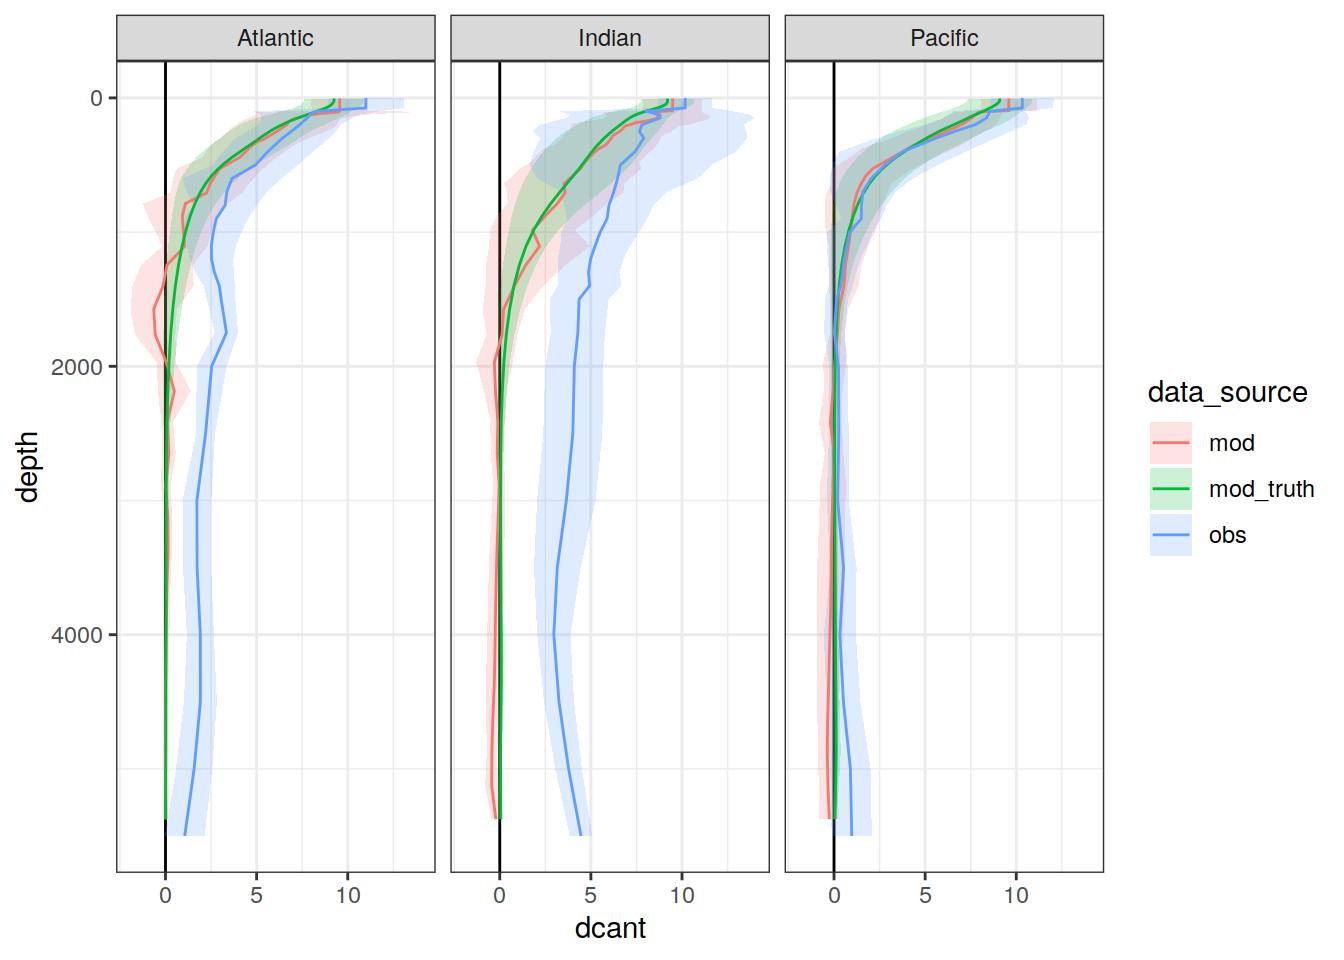 Atlantic Indian Pacific
0
2000
4000
depth
0 5 10 0 5 10 0 5 10
dcant
data_source
mod
mod_truth
obs